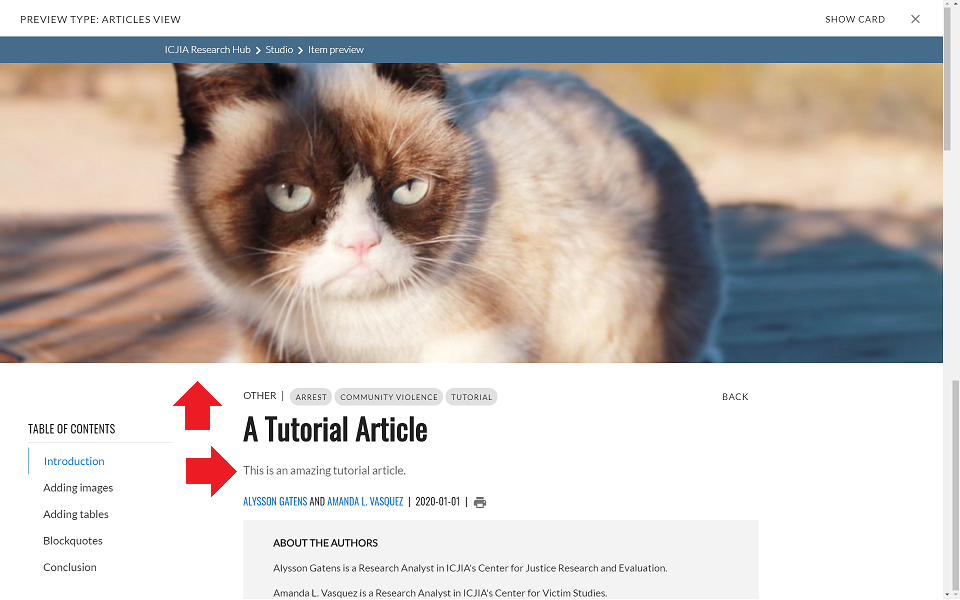 PREVIEW TYPE: ARTICLES VIEW
SHOW CARD
ICJIA Research Hub > Studio > Item preview
OTHER | ARREST COMMUNITY VIOLENCE TUTORIAL
BACK
A Tutorial Article
This is an amazing tutorial article.
ALYSSON GATENS AND AMANDA L. VASQUEZ | 2020-01-01 |
TABLE OF CONTENTS
Introduction
Adding images
Adding tables
Blockquotes
Conclusion
ABOUT THE AUTHORS
Alysson Gatens is a Research Analyst in ICJIA's Center for Justice Research and Evaluation.
Amanda L. Vasquez is a Research Analyst in ICJIA's Center for Victim Studies.